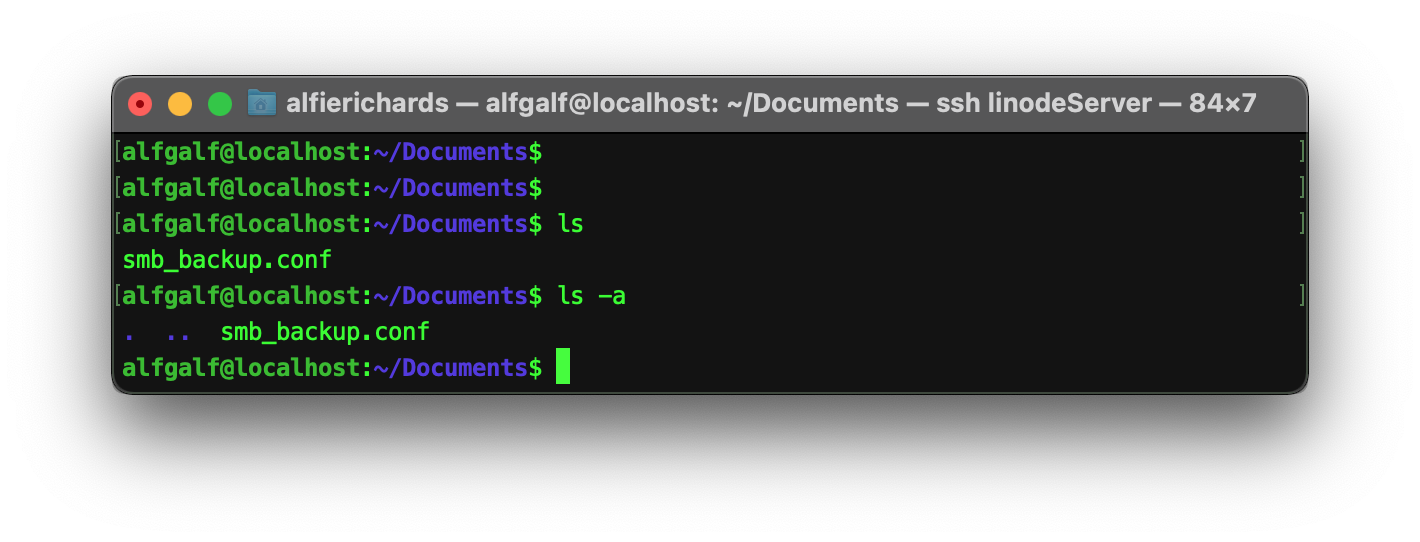 alfierichards — alfgalf@localhost: ~/Documents — ssh linodeServer — 84×7
[alfgalf@localhost:~/Documents$ ]
[alfgalf@localhost:~/Documents$ ]
[alfgalf@localhost:~/Documents$ ls ]
smb_backup.conf
[alfgalf@localhost:~/Documents$ ls -a ]
.  ..  smb_backup.conf
alfgalf@localhost:~/Documents$